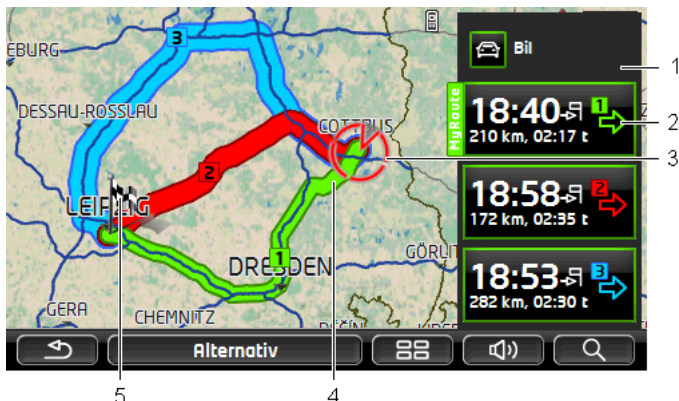 EBURG
3
Bil
1
DESSAU-ROSSLAU
COTTBUS
MyRoute
18:40
1
2
210 km, 02:17 t
3
2
18:58
2
172 km, 02:35 t
LEIPZIG
GÖRLIT
DRESDEN
1
18:53
3
282 km, 02:30 t
GERA
CHEMNITZ
Alternativ
5
4